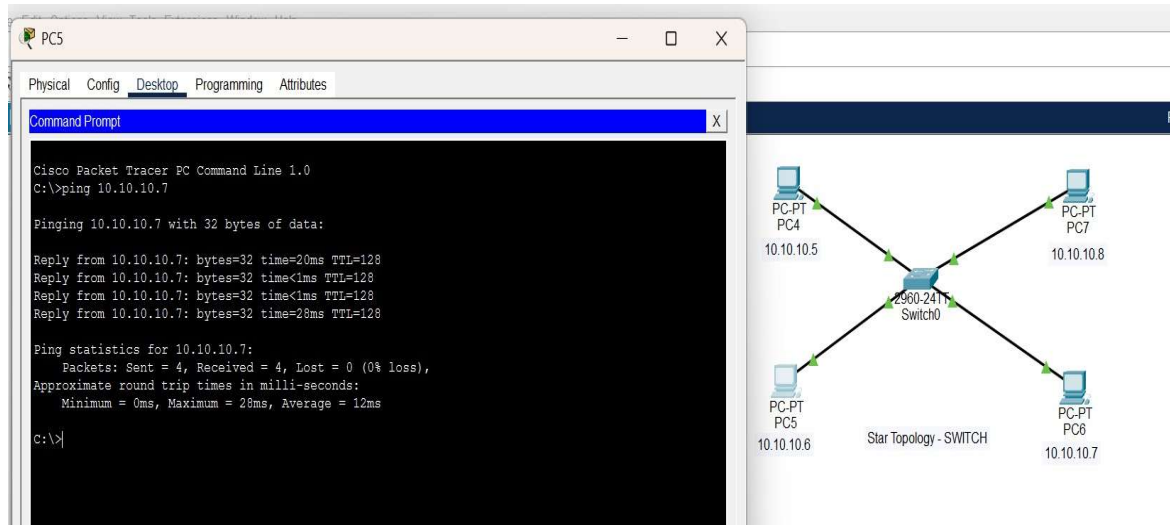 PC5
Physical Config Desktop Programming Attributes
Command Prompt
X
Cisco Packet Tracer PC Command Line 1.0
C:\>ping 10.10.10.7
Pinging 10.10.10.7 with 32 bytes of data:
Reply from 10.10.10.7: bytes=32 time=20ms TTL=128
Reply from 10.10.10.7: bytes=32 time<1ms TTL=128
Reply from 10.10.10.7: bytes=32 time<1ms TTL=128
Reply from 10.10.10.7: bytes=32 time=28ms TTL=128
Ping statistics for 10.10.10.7:
Packets: Sent = 4, Received = 4, Lost = 0 (0% loss),
Approximate round trip times in milli-seconds:
Minimum = 0ms, Maximum = 28ms, Average = 12ms
C:\>
PC-PT
PC4
10.10.10.5
PC-PT
PC7
10.10.10.8
2960-24TT
Switch0
PC-PT
PC5
10.10.10.6
Star Topology - SWITCH
PC-PT
PC6
10.10.10.7